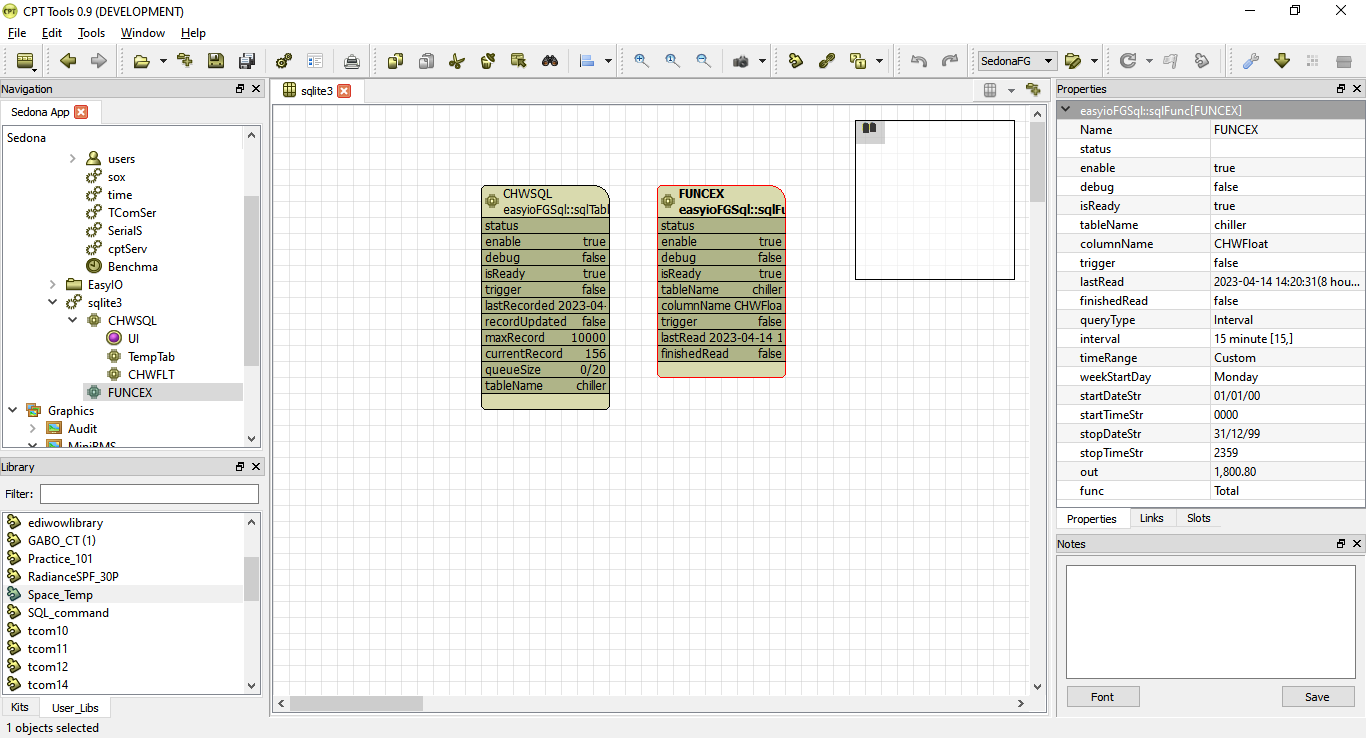 CPT Tools 0.9 (DEVELOPMENT)
File Edit Tools Window Help
SedonaFG
Navigation
Sedona App
Sedona
users
sox
time
TComSer
SerialS
cptServ
Benchma
EasyIO
sqlite3
CHWSQL
UI
TempTab
CHWFLT
FUNCEX
Graphics
Audit
MiniBMS
Library
Filter:
ediwowlibrary
GABO_CT (1)
Practice_101
RadianceSPF_30P
Space_Temp
SQL_command
tcom10
tcom11
tcom12
tcom14
Kits User_Libs
1 objects selected
sqlite3
CHWSQL
easyioFGSql::sqlTabl
status
enable true
debug false
isReady true
trigger false
lastRecorded 2023-04-
recordUpdated false
maxRecord 10000
currentRecord 156
queueSize 0/20
tableName chiller
FUNCEX
easyioFGSql::sqlFu
status
enable true
debug false
isReady true
tableName chiller
columnName CHWFloa
trigger false
lastRead 2023-04-14 1
finishedRead false
Properties
easyioFGSql::sqlFunc[FUNCEX]
Name FUNCEX
status
enable true
debug false
isReady true
tableName chiller
columnName CHWFloat
trigger false
lastRead 2023-04-14 14:20:31(8 hou...
finishedRead false
queryType Interval
interval 15 minute [15,]
timeRange Custom
weekStartDay Monday
startDateStr 01/01/00
startTimeStr 0000
stopDateStr 31/12/99
stopTimeStr 2359
out 1,800.80
func Total
Properties Links Slots
Notes
Font Save